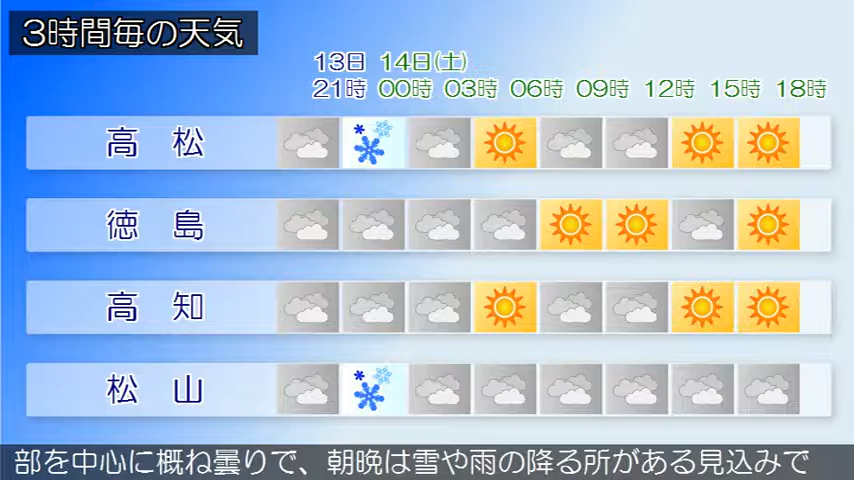 3時間毎の天気
13日 14日(土)
21時 00時 03時 06時 09時 12時 15時 18時
高松
徳島
高知
松山
部を中心に概ね曇りで、朝晩は雪や雨の降る所がある見込みで